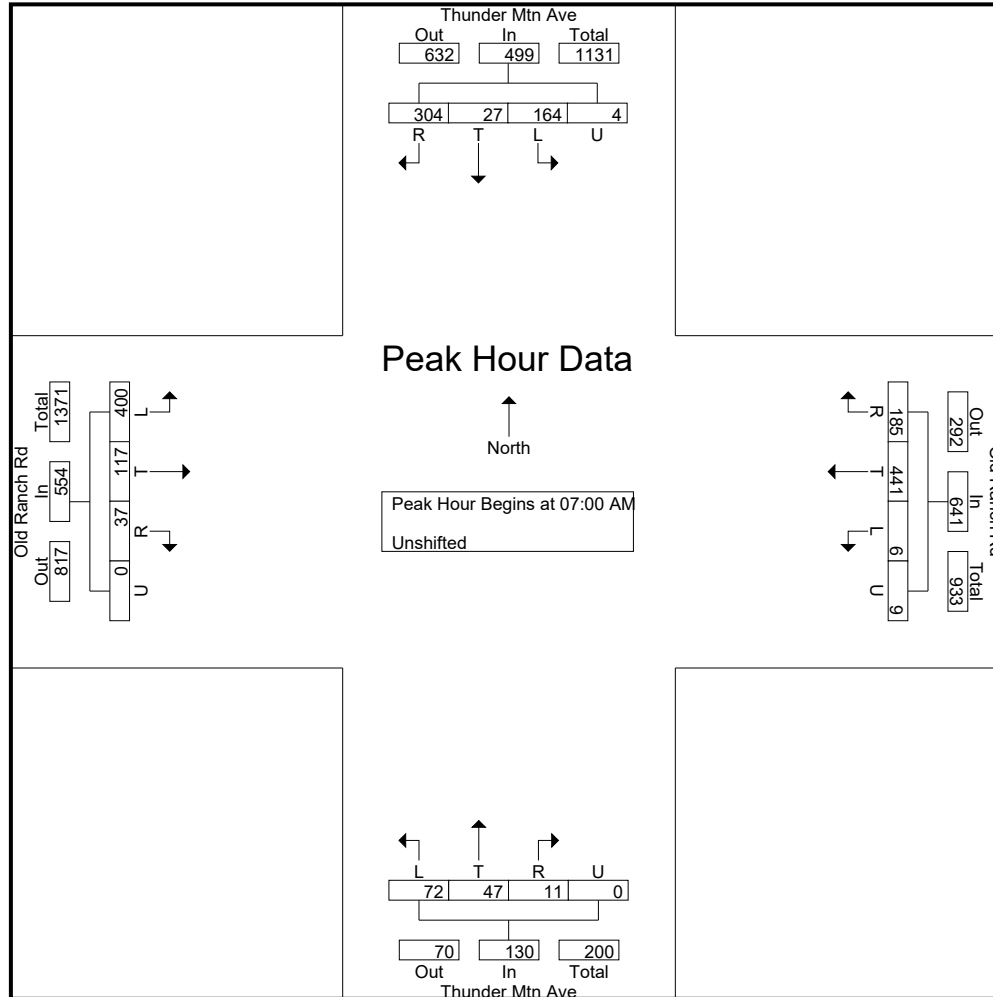 Thunder Mtn Ave
Out In Total
632 499 1131
304 27 164 4
R T L U
Peak Hour Data
North
Peak Hour Begins at 07:00 AM
Unshifted
Old Ranch Rd
Total In Out
1371 554 817
400 117 37 0
L T R U
R T L U
185 441 6 9
Out In Total
292 641 933
L T R U
72 47 11 0
70 130 200
Out In Total
Thunder Mtn Ave